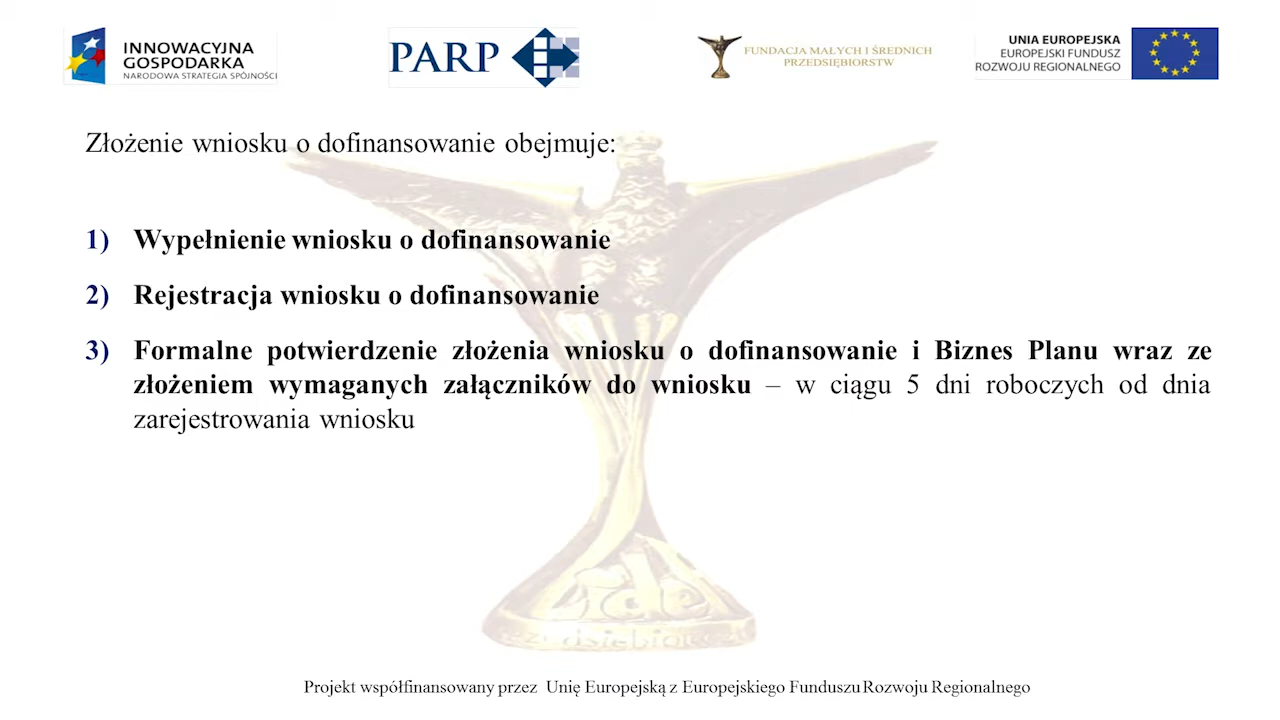 INNOWACYJNA
GOSPODARKA
NARODOWA STRATEGIA SPÓJNOŚCI
PARP
FUNDACJA MAŁYCH I ŚREDNICH
PRZEDSIĘBIORSTW
UNIA EUROPEJSKA
EUROPEJSKI FUNDUSZ
ROZWOJU REGIONALNEGO
Złożenie wniosku o dofinansowanie obejmuje:
1) Wypełnienie wniosku o dofinansowanie
2) Rejestracja wniosku o dofinansowanie
3) Formalne potwierdzenie złożenia wniosku o dofinansowanie i Biznes Planu wraz ze
złożeniem wymaganych załączników do wniosku – w ciągu 5 dni roboczych od dnia
zarejestrowania wniosku
Projekt współfinansowany przez Unię Europejską z Europejskiego Funduszu Rozwoju Regionalnego